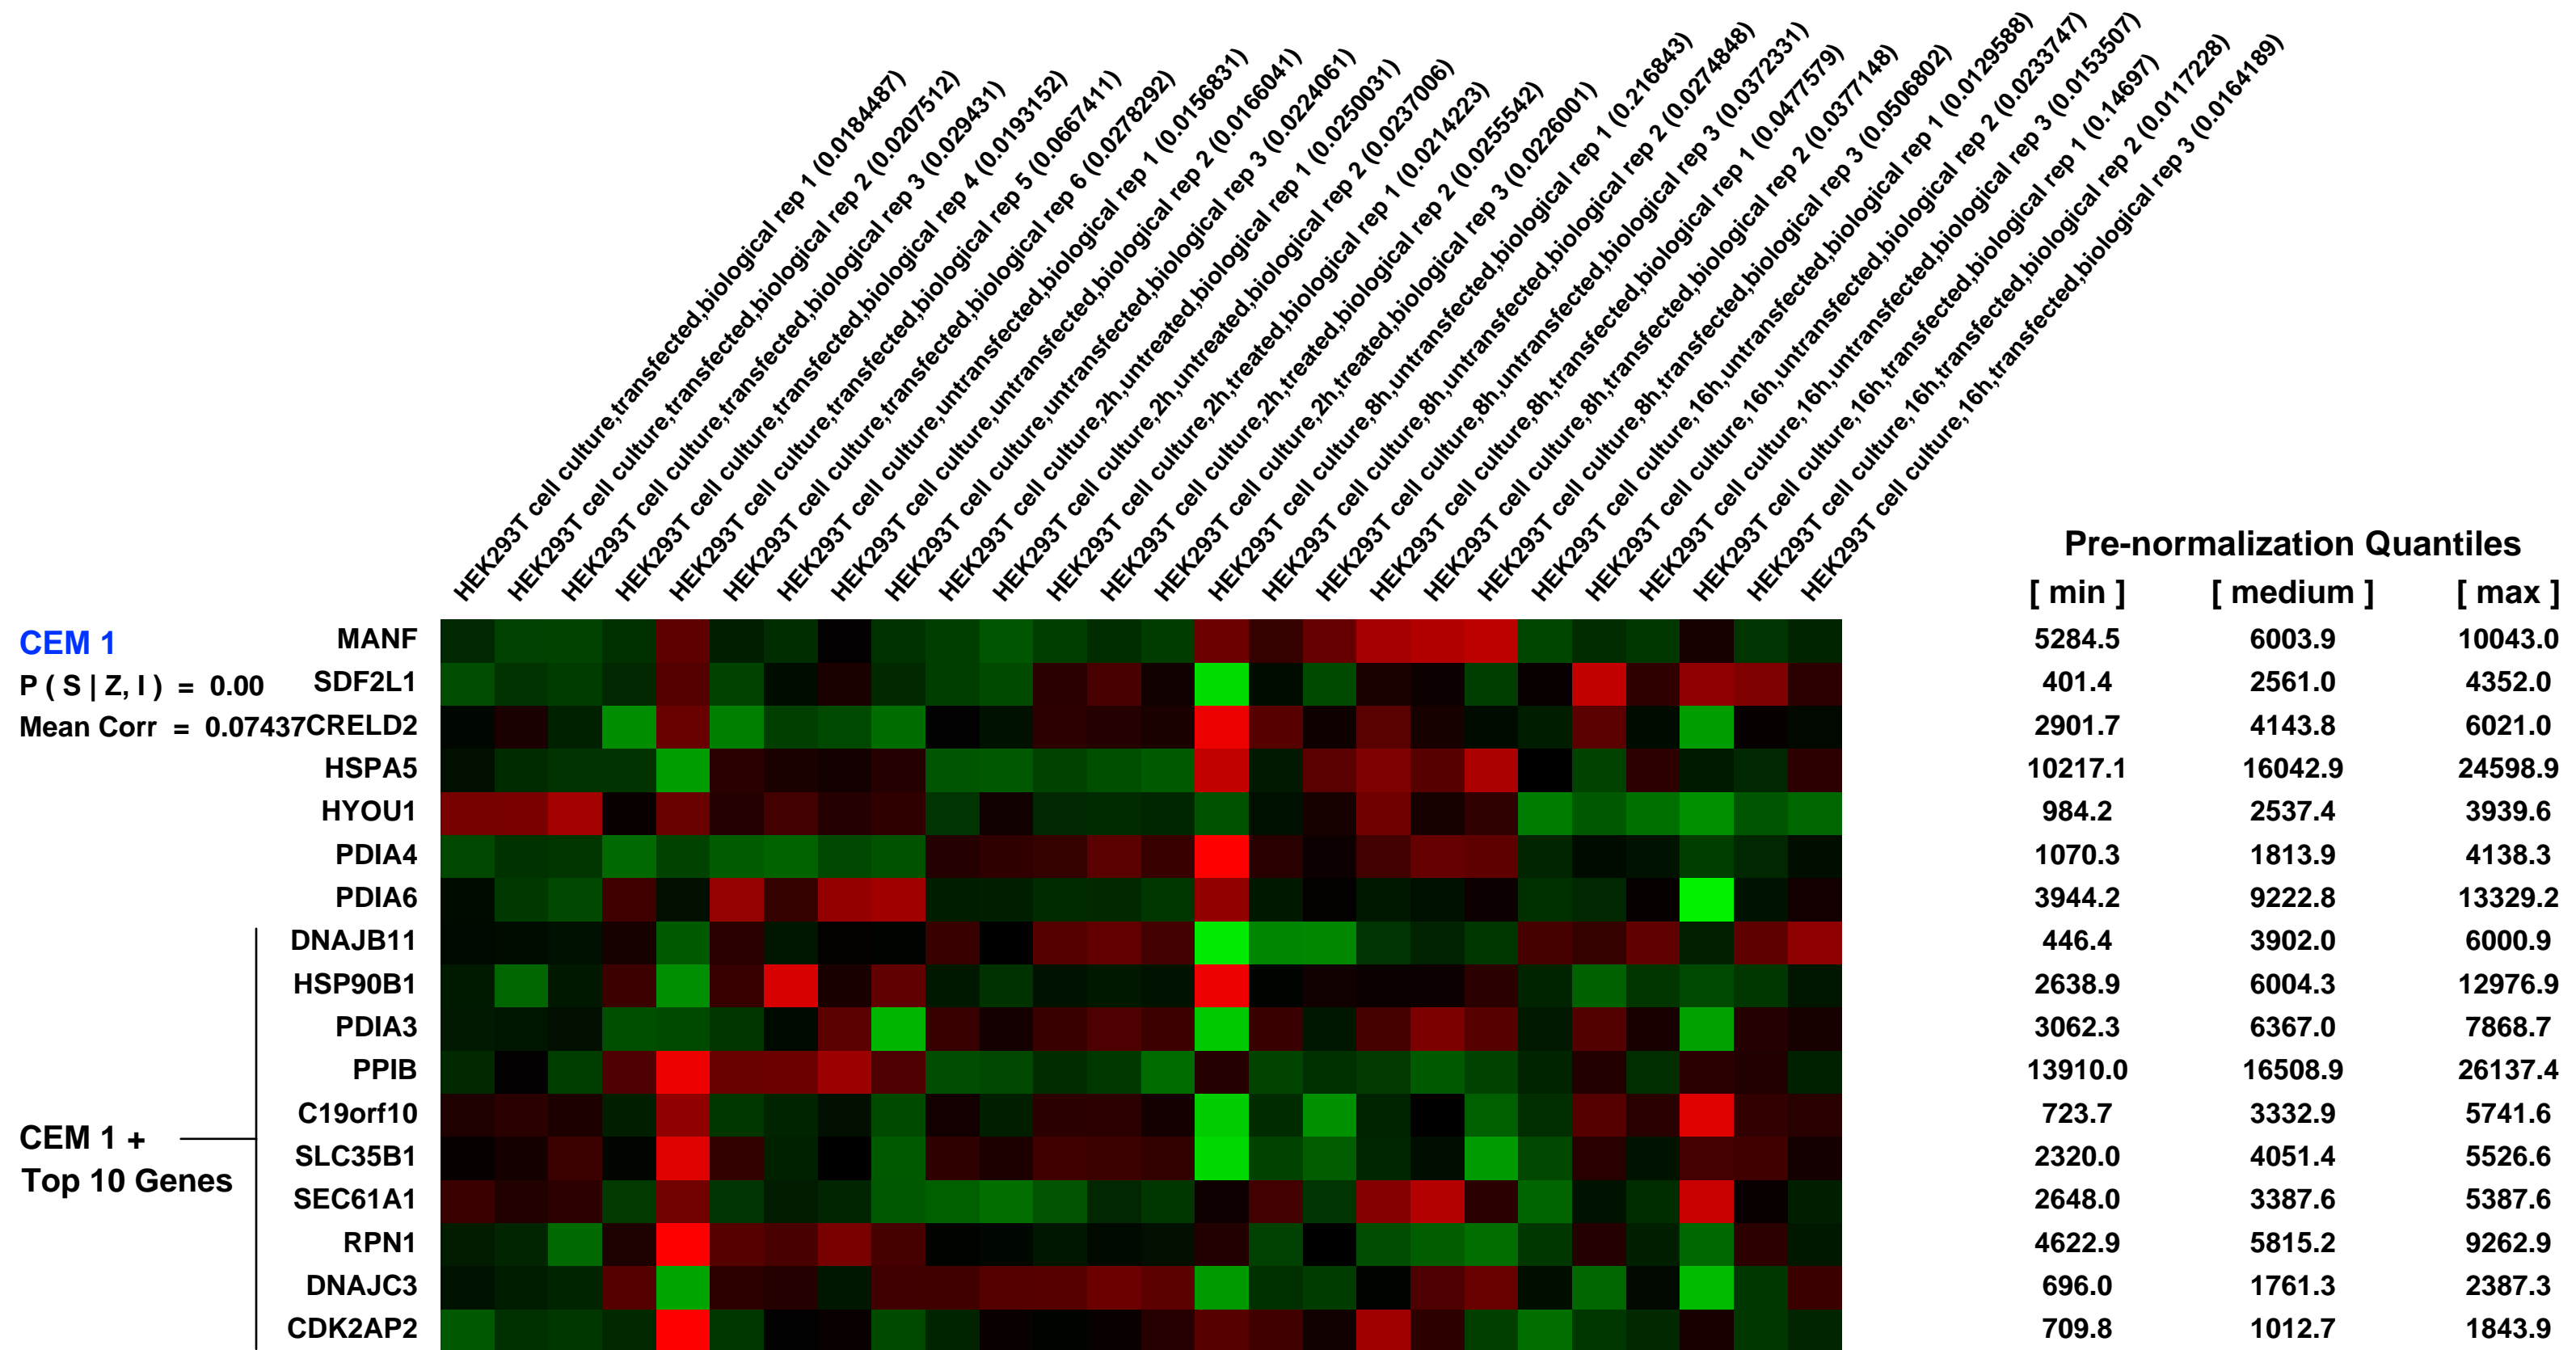 HEK293T cell culture,transfected,biological rep 1 (0.0184487)
HEK293T cell culture,transfected,biological rep 2 (0.0207512)
HEK293T cell culture,transfected,biological rep 3 (0.029431)
HEK293T cell culture,transfected,biological rep 4 (0.0193152)
HEK293T cell culture,transfected,biological rep 5 (0.0667411)
HEK293T cell culture,transfected,biological rep 6 (0.0278292)
HEK293T cell culture,untransfected,biological rep 1 (0.0156831)
HEK293T cell culture,untransfected,biological rep 2 (0.0166041)
HEK293T cell culture,untransfected,biological rep 3 (0.0224061)
HEK293T cell culture,2h,untreated,biological rep 1 (0.0250031)
HEK293T cell culture,2h,untreated,biological rep 2 (0.0237006)
HEK293T cell culture,2h,treated,biological rep 1 (0.0214223)
HEK293T cell culture,2h,treated,biological rep 2 (0.0255542)
HEK293T cell culture,2h,treated,biological rep 3 (0.0226001)
HEK293T cell culture,8h,untransfected,biological rep 1 (0.216843)
HEK293T cell culture,8h,untransfected,biological rep 2 (0.0274848)
HEK293T cell culture,8h,untransfected,biological rep 3 (0.0372331)
HEK293T cell culture,8h,transfected,biological rep 1 (0.0477579)
HEK293T cell culture,8h,transfected,biological rep 2 (0.0377148)
HEK293T cell culture,8h,transfected,biological rep 3 (0.0506802)
HEK293T cell culture,16h,untransfected,biological rep 1 (0.0129588)
HEK293T cell culture,16h,untransfected,biological rep 2 (0.0233747)
HEK293T cell culture,16h,untransfected,biological rep 3 (0.0153507)
HEK293T cell culture,16h,transfected,biological rep 1 (0.14697)
HEK293T cell culture,16h,transfected,biological rep 2 (0.0117228)
HEK293T cell culture,16h,transfected,biological rep 3 (0.0164189)
Pre-normalization Quantiles
[ min ] [ medium ] [ max ]
CEM 1 MANF 5284.5 6003.9 10043.0
P ( S | Z, I ) = 0.00 SDF2L1 401.4 2561.0 4352.0
Mean Corr = 0.07437 CRELD2 2901.7 4143.8 6021.0
HSPA5 10217.1 16042.9 24598.9
HYOU1 984.2 2537.4 3939.6
PDIA4 1070.3 1813.9 4138.3
PDIA6 3944.2 9222.8 13329.2
DNAJB11 446.4 3902.0 6000.9
HSP90B1 2638.9 6004.3 12976.9
PDIA3 3062.3 6367.0 7868.7
PPIB 13910.0 16508.9 26137.4
C19orf10 723.7 3332.9 5741.6
CEM 1 +
SLC35B1 2320.0 4051.4 5526.6
Top 10 Genes
SEC61A1 2648.0 3387.6 5387.6
RPN1 4622.9 5815.2 9262.9
DNAJC3 696.0 1761.3 2387.3
CDK2AP2 709.8 1012.7 1843.9